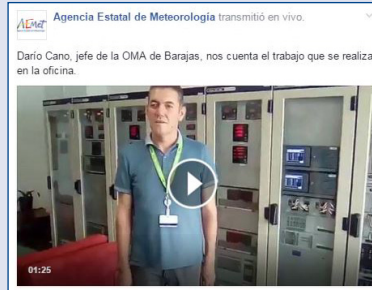 AEMet
Agencia Estatal de Meteorología transmitió en vivo.
Darío Cano, jefe de la OMA de Barajas, nos cuenta el trabajo que se realiza
en la oficina.
01:25